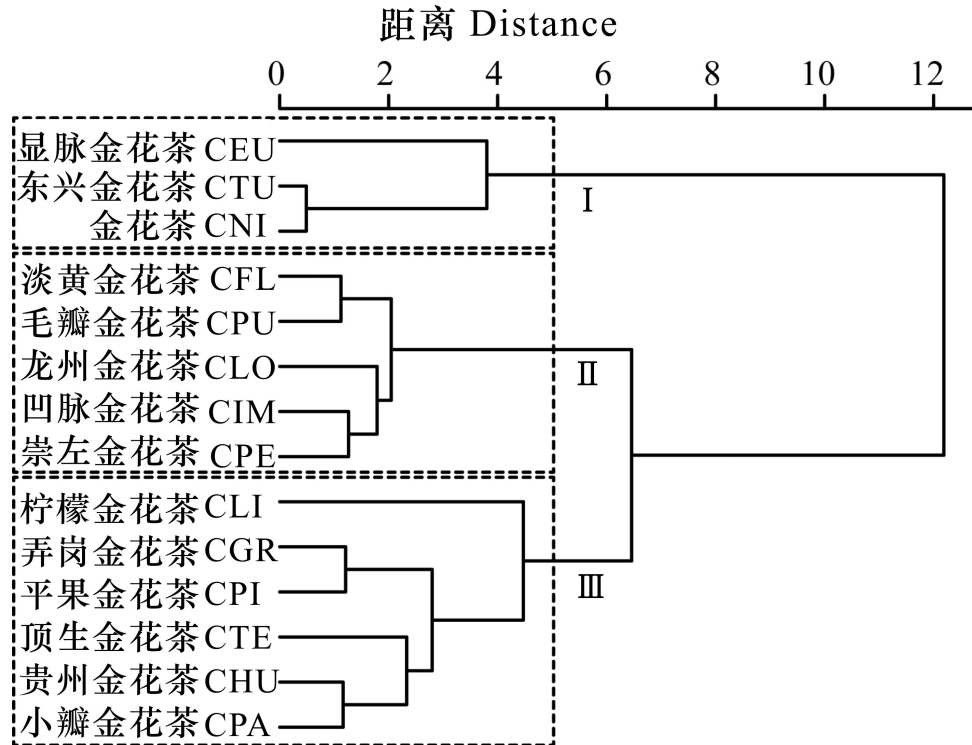 距离 Distance
0 2 4 6 8 10 12
显脉金花茶 CEU
东兴金花茶 CTU
金花茶 CNI
Ⅰ
淡黄金花茶 CFL
毛瓣金花茶 CPU
龙州金花茶 CLO
凹脉金花茶 CIM
崇左金花茶 CPE
Ⅱ
柠檬金花茶 CLI
弄岗金花茶 CGR
平果金花茶 CPI
顶生金花茶 CTE
贵州金花茶 CHU
小瓣金花茶 CPA
Ⅲ